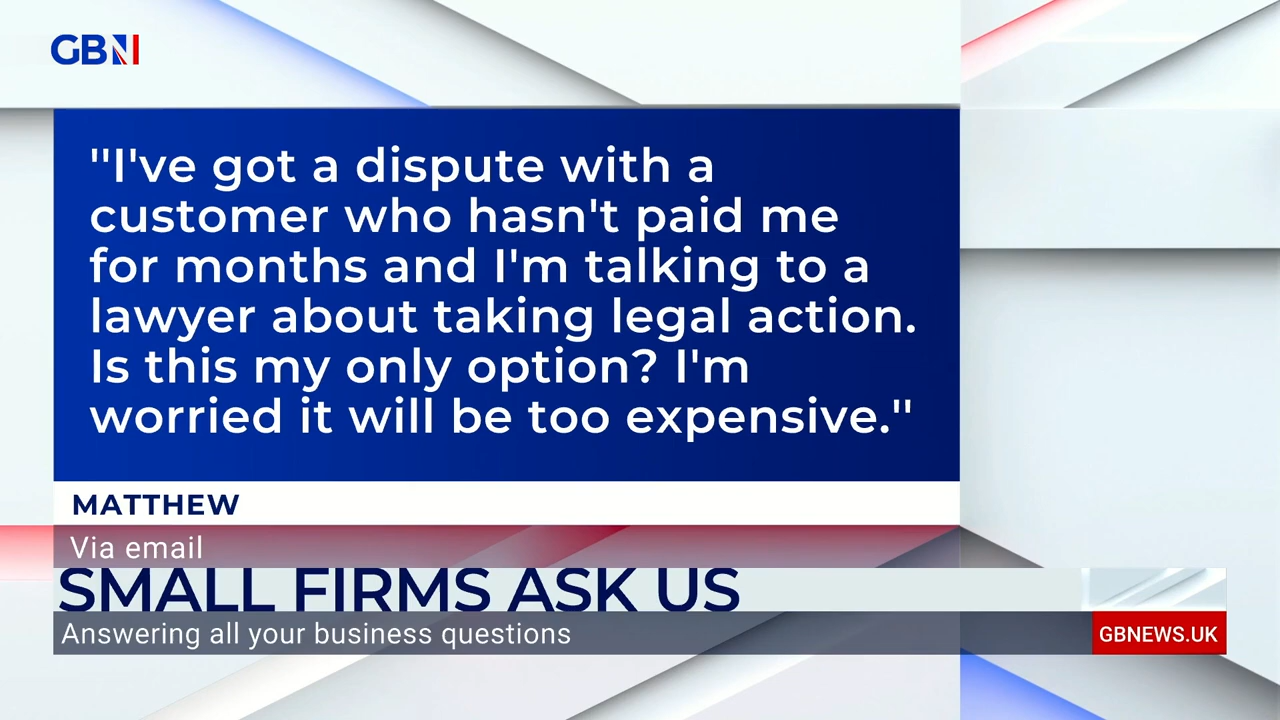 GBN
"I've got a dispute with a
customer who hasn't paid me
for months and I'm talking to a
lawyer about taking legal action.
Is this my only option? I'm
worried it will be too expensive."
MATTHEW
Via email
SMALL FIRMS ASK US
Answering all your business questions
GBNEWS.UK